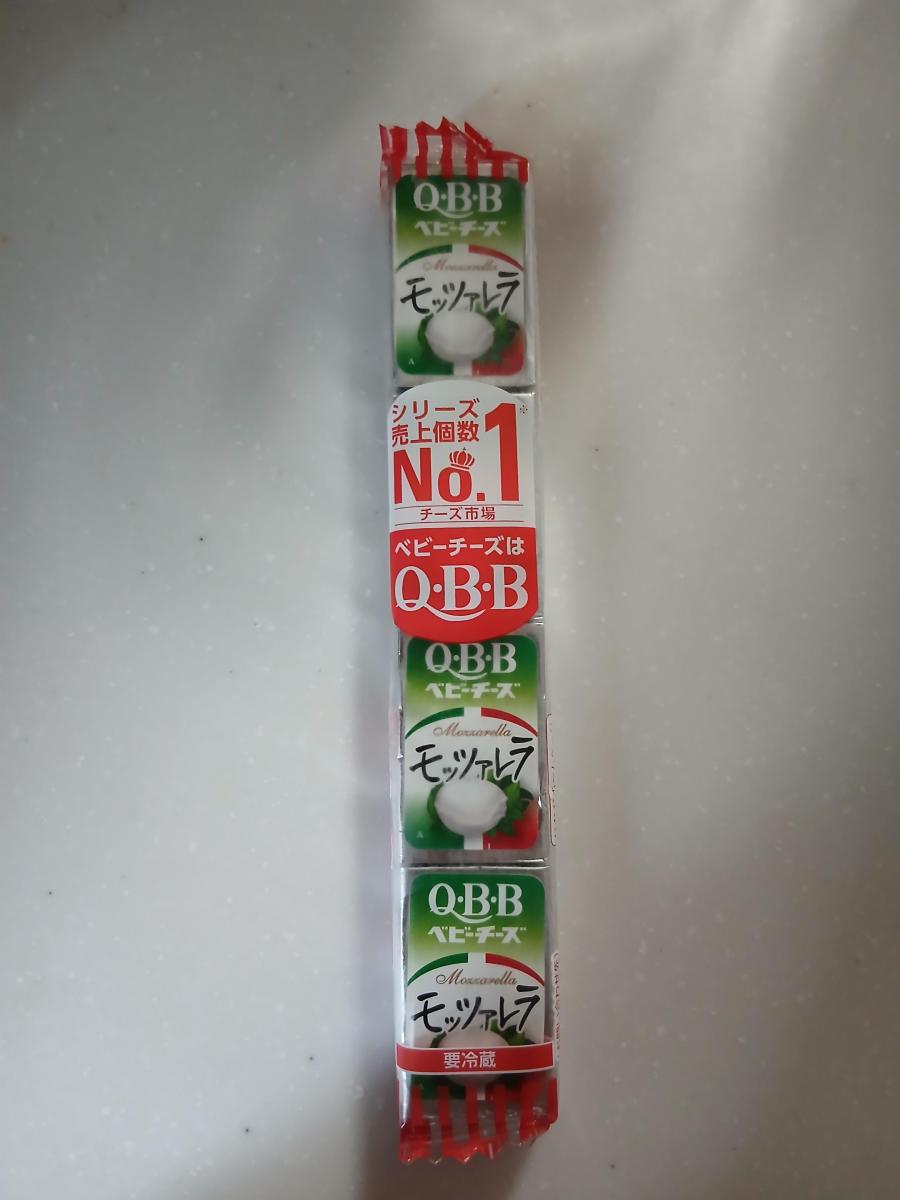 Q・B・B
ベビーチーズ
Mozzarella
モッツァレラ
A
シリーズ
売上個数
No.1※
チーズ市場
ベビーチーズは
Q・B・B
Q・B・B
ベビーチーズ
Mozzarella
モッツァレラ
A
Q・B・B
ベビーチーズ
Mozzarella
モッツァレラ
要冷蔵